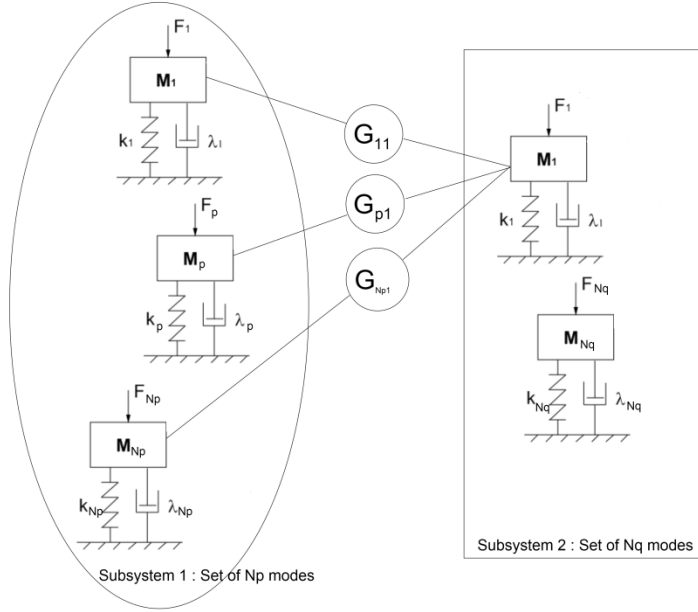 F1
M1
k1
λ1
G11
F1
M1
k1
λ1
Fp
Mp
kp
λp
Gp1
FNp
MNp
kNp
λNp
GNp1
FNq
MNq
kNq
λNq
Subsystem 1 : Set of Np modes
Subsystem 2 : Set of Nq modes